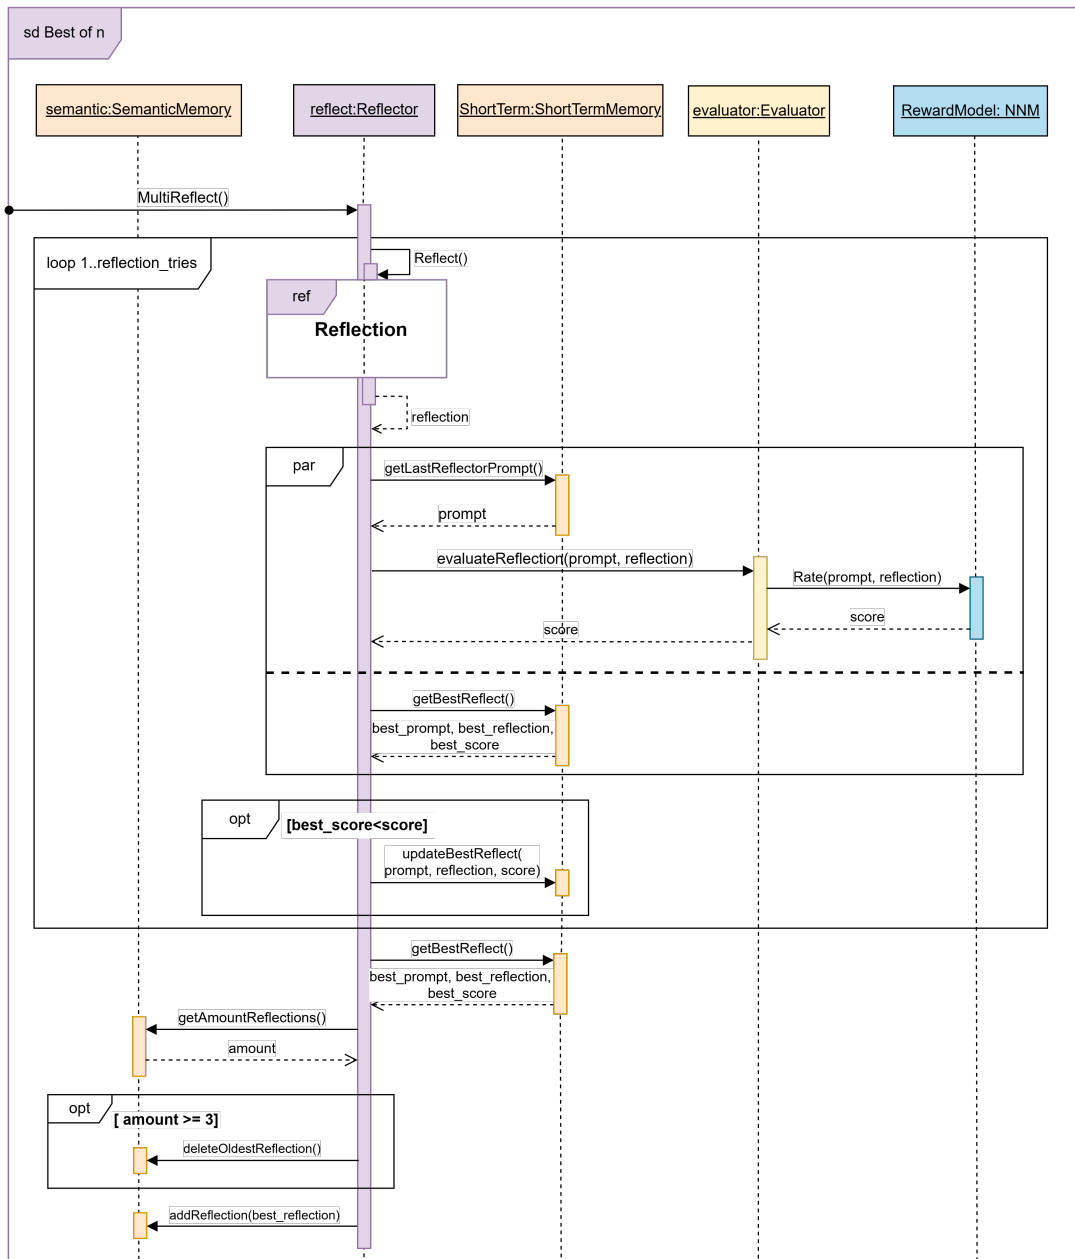 sd Best of n
semantic:SemanticMemory
reflect:Reflector
ShortTerm:ShortTermMemory
evaluator:Evaluator
RewardModel: NNM
MultiReflect()
loop 1..reflection_tries
Reflect()
ref
Reflection
reflection
par
getLastReflectorPrompt()
prompt
evaluateReflection(prompt, reflection)
Rate(prompt, reflection)
score
score
getBestReflect()
best_prompt, best_reflection,
best_score
opt
[best_score<score]
updateBestReflect(
prompt, reflection, score)
getBestReflect()
best_prompt, best_reflection,
best_score
getAmountReflections()
amount
opt
[ amount >= 3]
deleteOldestReflection()
addReflection(best_reflection)